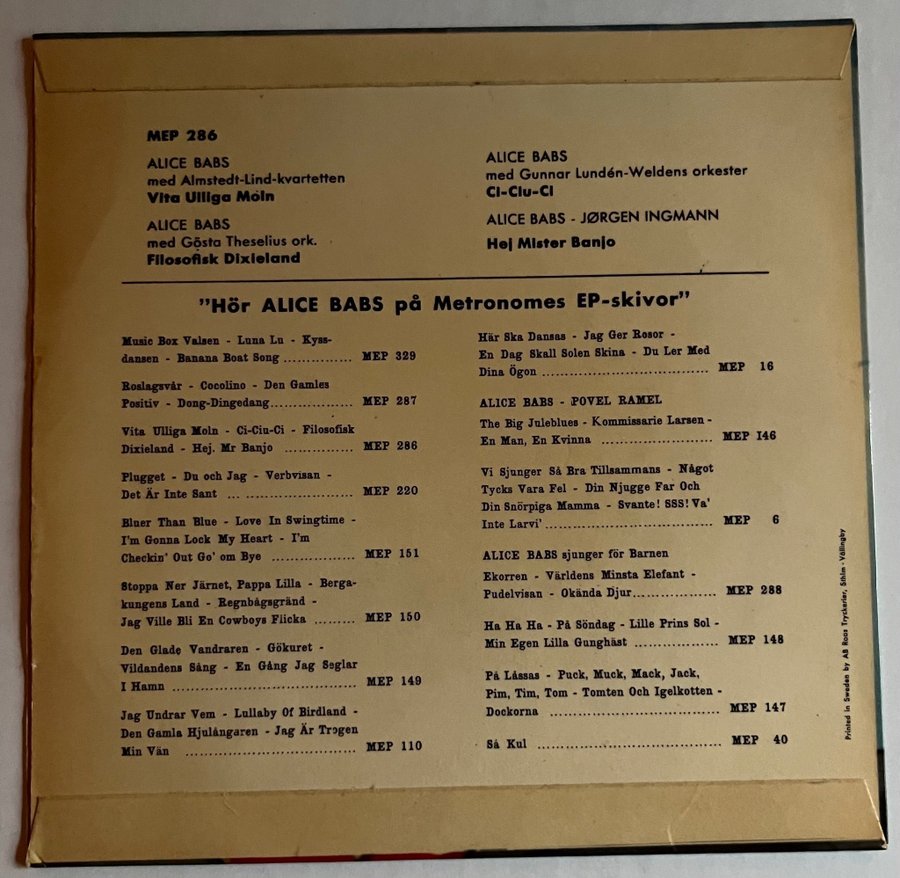 MEP 286
ALICE BABS
med Almstedt-Lind-kvartetten
Vita Ulliga Moln
ALICE BABS
med Gösta Theselius ork.
Filosofisk Dixieland
ALICE BABS
med Gunnar Lundén-Weldens orkester
Ci-Ciu-Ci
ALICE BABS - JØRGEN INGMANN
Hej Mister Banjo
"Hör ALICE BABS på Metronomes EP-skivor"
Music Box Valsen - Luna Lu - Kyss-
dansen - Banana Boat Song ............... MEP 329
Roslagsvår - Cocolino - Den Gamles
Positiv - Dong-Dingedang.................. MEP 287
Vita Ulliga Moln - Ci-Ciu-Ci - Filosofisk
Dixieland - Hej. Mr Banjo ............... MEP 286
Plugget - Du och Jag - Verbvisan -
Det Är Inte Sant ... ........................ MEP 220
Bluer Than Blue - Love In Swingtime -
I'm Gonna Lock My Heart - I'm
Checkin' Out Go' om Bye .................. MEP 151
Stoppa Ner Järnet, Pappa Lilla - Berga-
kungens Land - Regnbågsgränd -
Jag Ville Bli En Cowboys Flicka ......... MEP 150
Den Glade Vandraren - Gökuret -
Vildandens Sång - En Gång Jag Seglar
I Hamn ....................................... MEP 149
Jag Undrar Vem - Lullaby Of Birdland -
Den Gamla Hjulångaren - Jag Är Trogen
Min Vän .................................... MEP 110
Här Ska Dansas - Jag Ger Rosor -
En Dag Skall Solen Skina - Du Ler Med
Dina Ögon .................................... MEP 16
ALICE BABS - POVEL RAMEL
The Big Juleblues - Kommissarie Larsen -
En Man, En Kvinna ........................ MEP 146
Vi Sjunger Så Bra Tillsammans - Något
Tycks Vara Fel - Din Njugge Far Och
Din Snörpiga Mamma - Svante! SSS! Va'
Inte Larvi'.................................... MEP 6
ALICE BABS sjunger för Barnen
Ekorren - Världens Minsta Elefant -
Pudelvisan - Okända Djur.................. MEP 288
Ha Ha Ha - På Söndag - Lille Prins Sol -
Min Egen Lilla Gunghäst .................. MEP 148
På Låssas - Puck, Muck, Mack, Jack,
Pim, Tim, Tom - Tomten Och Igelkotten -
Dockorna .................................... MEP 147
Så Kul ....................................... MEP 40
Printed in Sweden by AB Roos Tryckerier, Sthlm-Vällingby